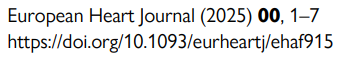 European Heart Journal (2025) 00, 1–7
https://doi.org/10.1093/eurheartj/ehaf915